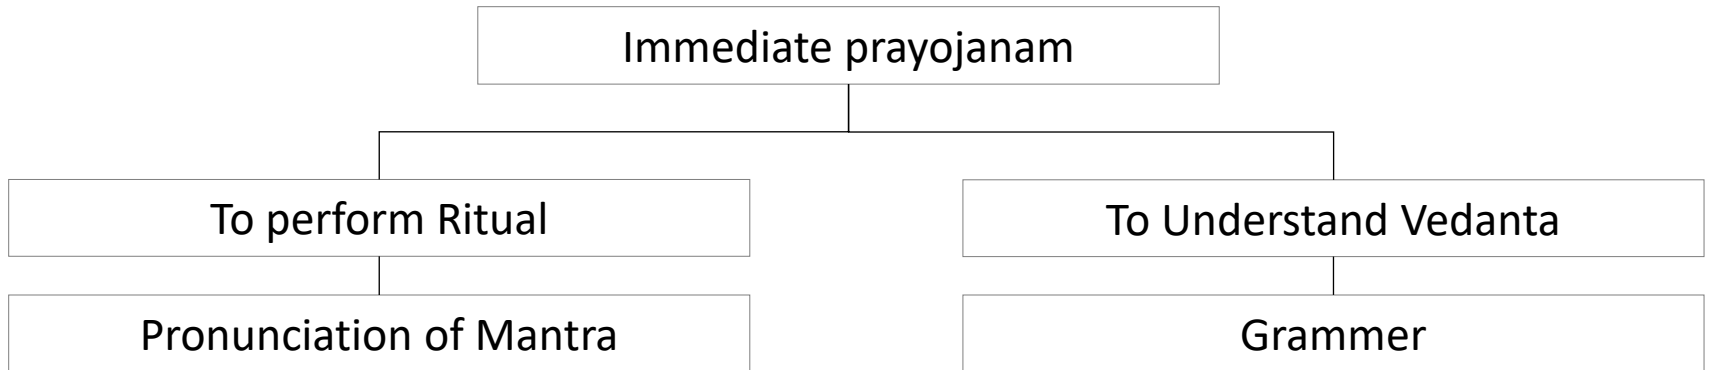 Immediate prayojanam
To perform Ritual
To Understand Vedanta
Pronunciation of Mantra
Grammer